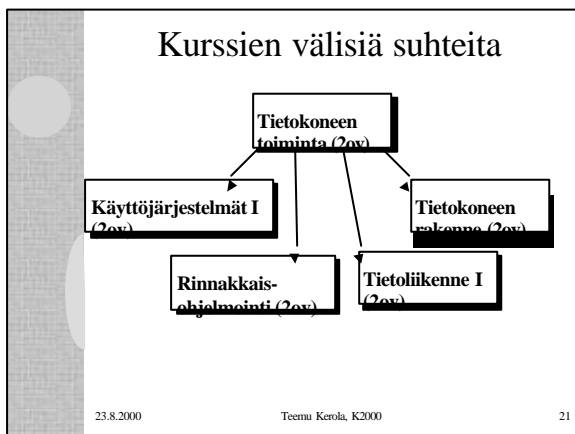 Kurssien välisiä suhteita
Tietokoneen
toiminta (2ov)
Käyttöjärjestelmät I
(2ov)
Tietokoneen
rakenne (2ov)
Rinnakkais-
ohjelmointi (2ov)
Tietoliikenne I
(2ov)
23.8.2000 Teemu Kerola, K2000 21